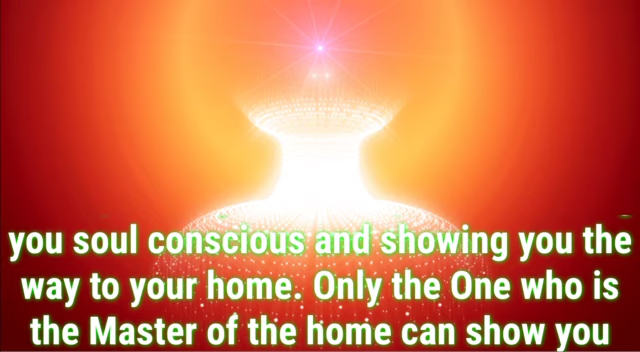 you soul conscious and showing you the
way to your home. Only the One who is
the Master of the home can show you